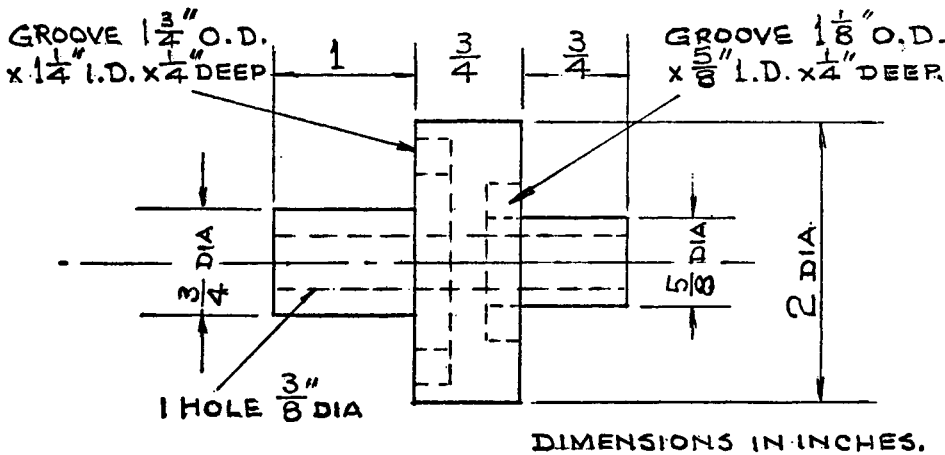 GROOVE 1 3/4" O.D.
x 1 1/4" I.D. x 1/4" DEEP
1
3/4
3/4
GROOVE 1 1/8" O.D.
x 5/8" I.D. x 1/4" DEEP.
3/4 DIA
5/8 DIA
2 DIA.
1 HOLE 3/8" DIA
DIMENSIONS IN INCHES.